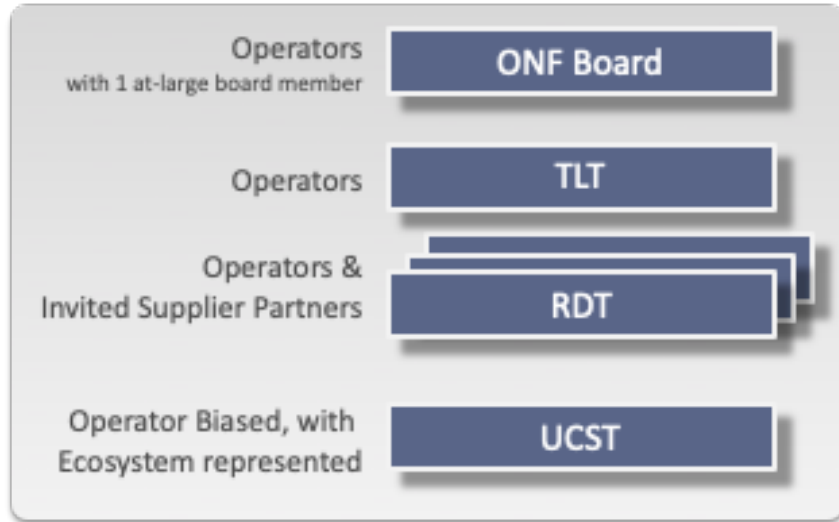 Operators
with 1 at-large board member
ONF Board
Operators
TLT
Operators &
Invited Supplier Partners
RDT
Operator Biased, with
Ecosystem represented
UCST